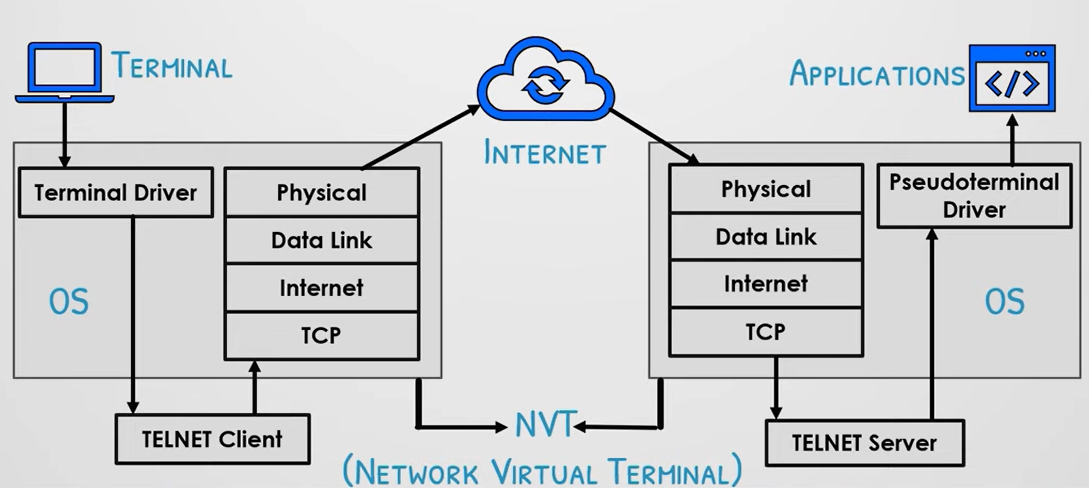 TERMINAL
INTERNET
APPLICATIONS
Terminal Driver
Physical
Data Link
Internet
TCP
OS
TELNET Client
Physical
Data Link
Internet
TCP
Pseudoterminal
Driver
OS
TELNET Server
NVT
(NETWORK VIRTUAL TERMINAL)